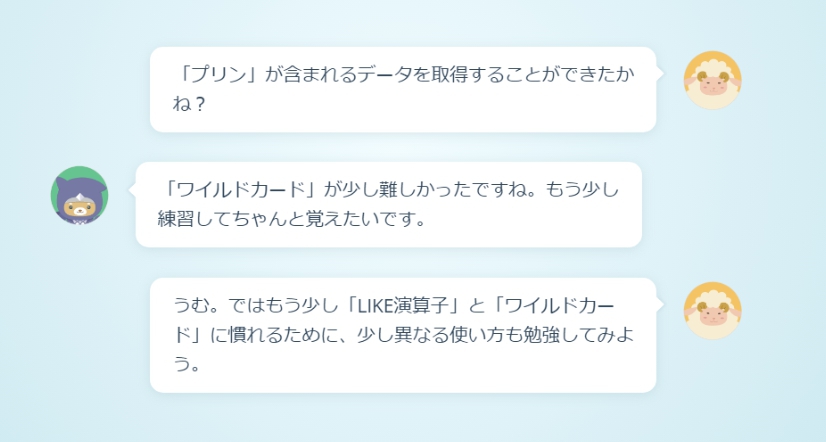 「プリン」が含まれるデータを取得することができたか
ね？
「ワイルドカード」が少し難しかったですね。もう少し
練習してちゃんと覚えたいです。
うむ。ではもう少し「LIKE演算子」と「ワイルドカー
ド」に慣れるために、少し異なる使い方も勉強してみよ
う。